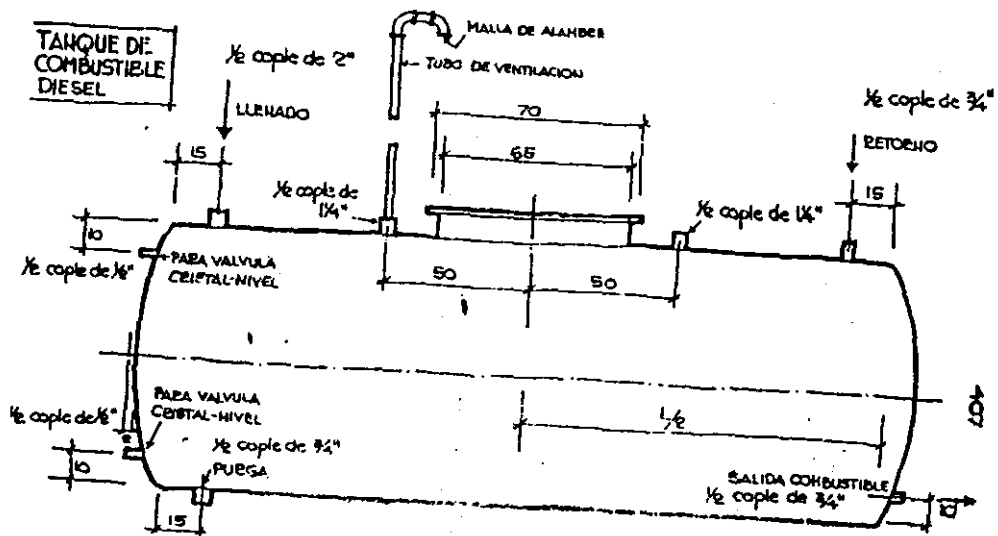 TANQUE DE
COMBUSTIBLE
DIESEL
½ cople de 2"
LLENADO
MALLA DE ALAMBER
TUBO DE VENTILACION
½ cople de ¾"
RETORNO
70
65
15
15
½ cople de
1¼"
½ cople de 1¼"
10
½ cople de ½"
PARA VALVULA
CRISTAL-NIVEL
50
50
PARA VALVULA
CRISTAL-NIVEL
½ cople de ½"
L/2
407
½ cople de ¾"
PURGA
10
15
SALIDA COMBUSTIBLE
½ cople de ¾"
10